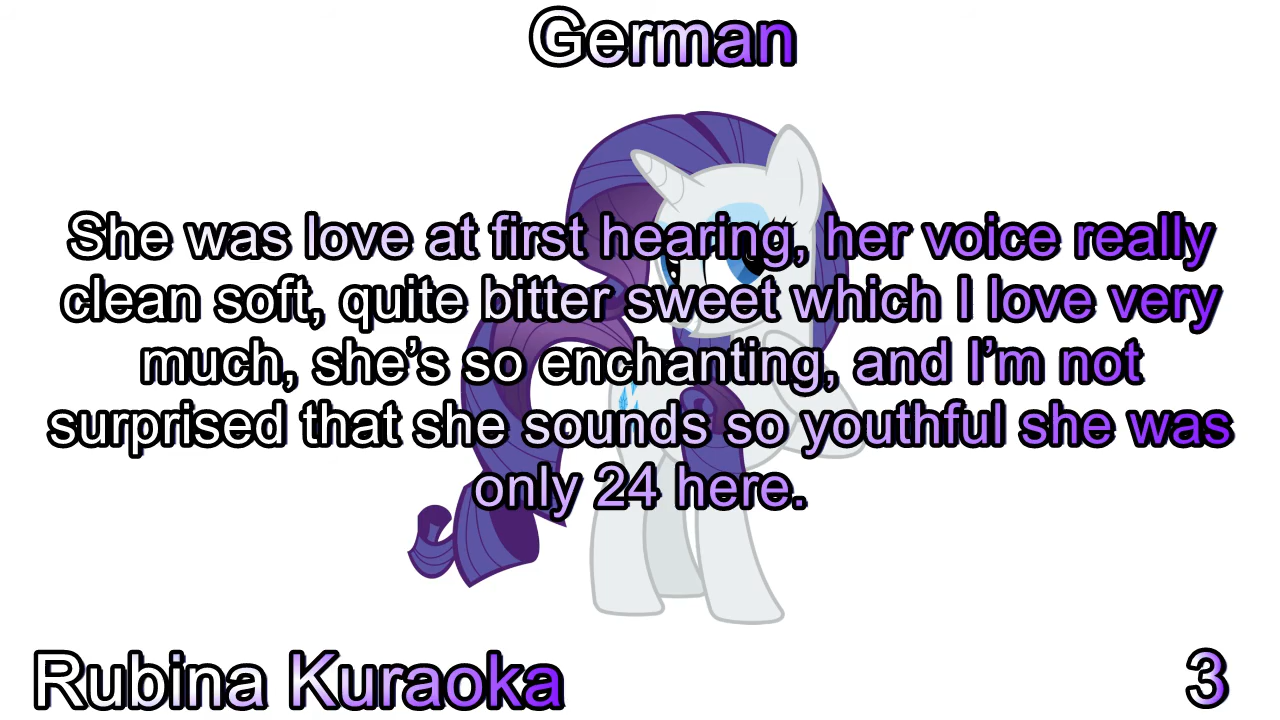 German
She was love at first hearing, her voice really
clean soft, quite bitter sweet which I love very
much, she’s so enchanting, and I’m not
surprised that she sounds so youthful she was
only 24 here.
Rubina Kuraoka
3